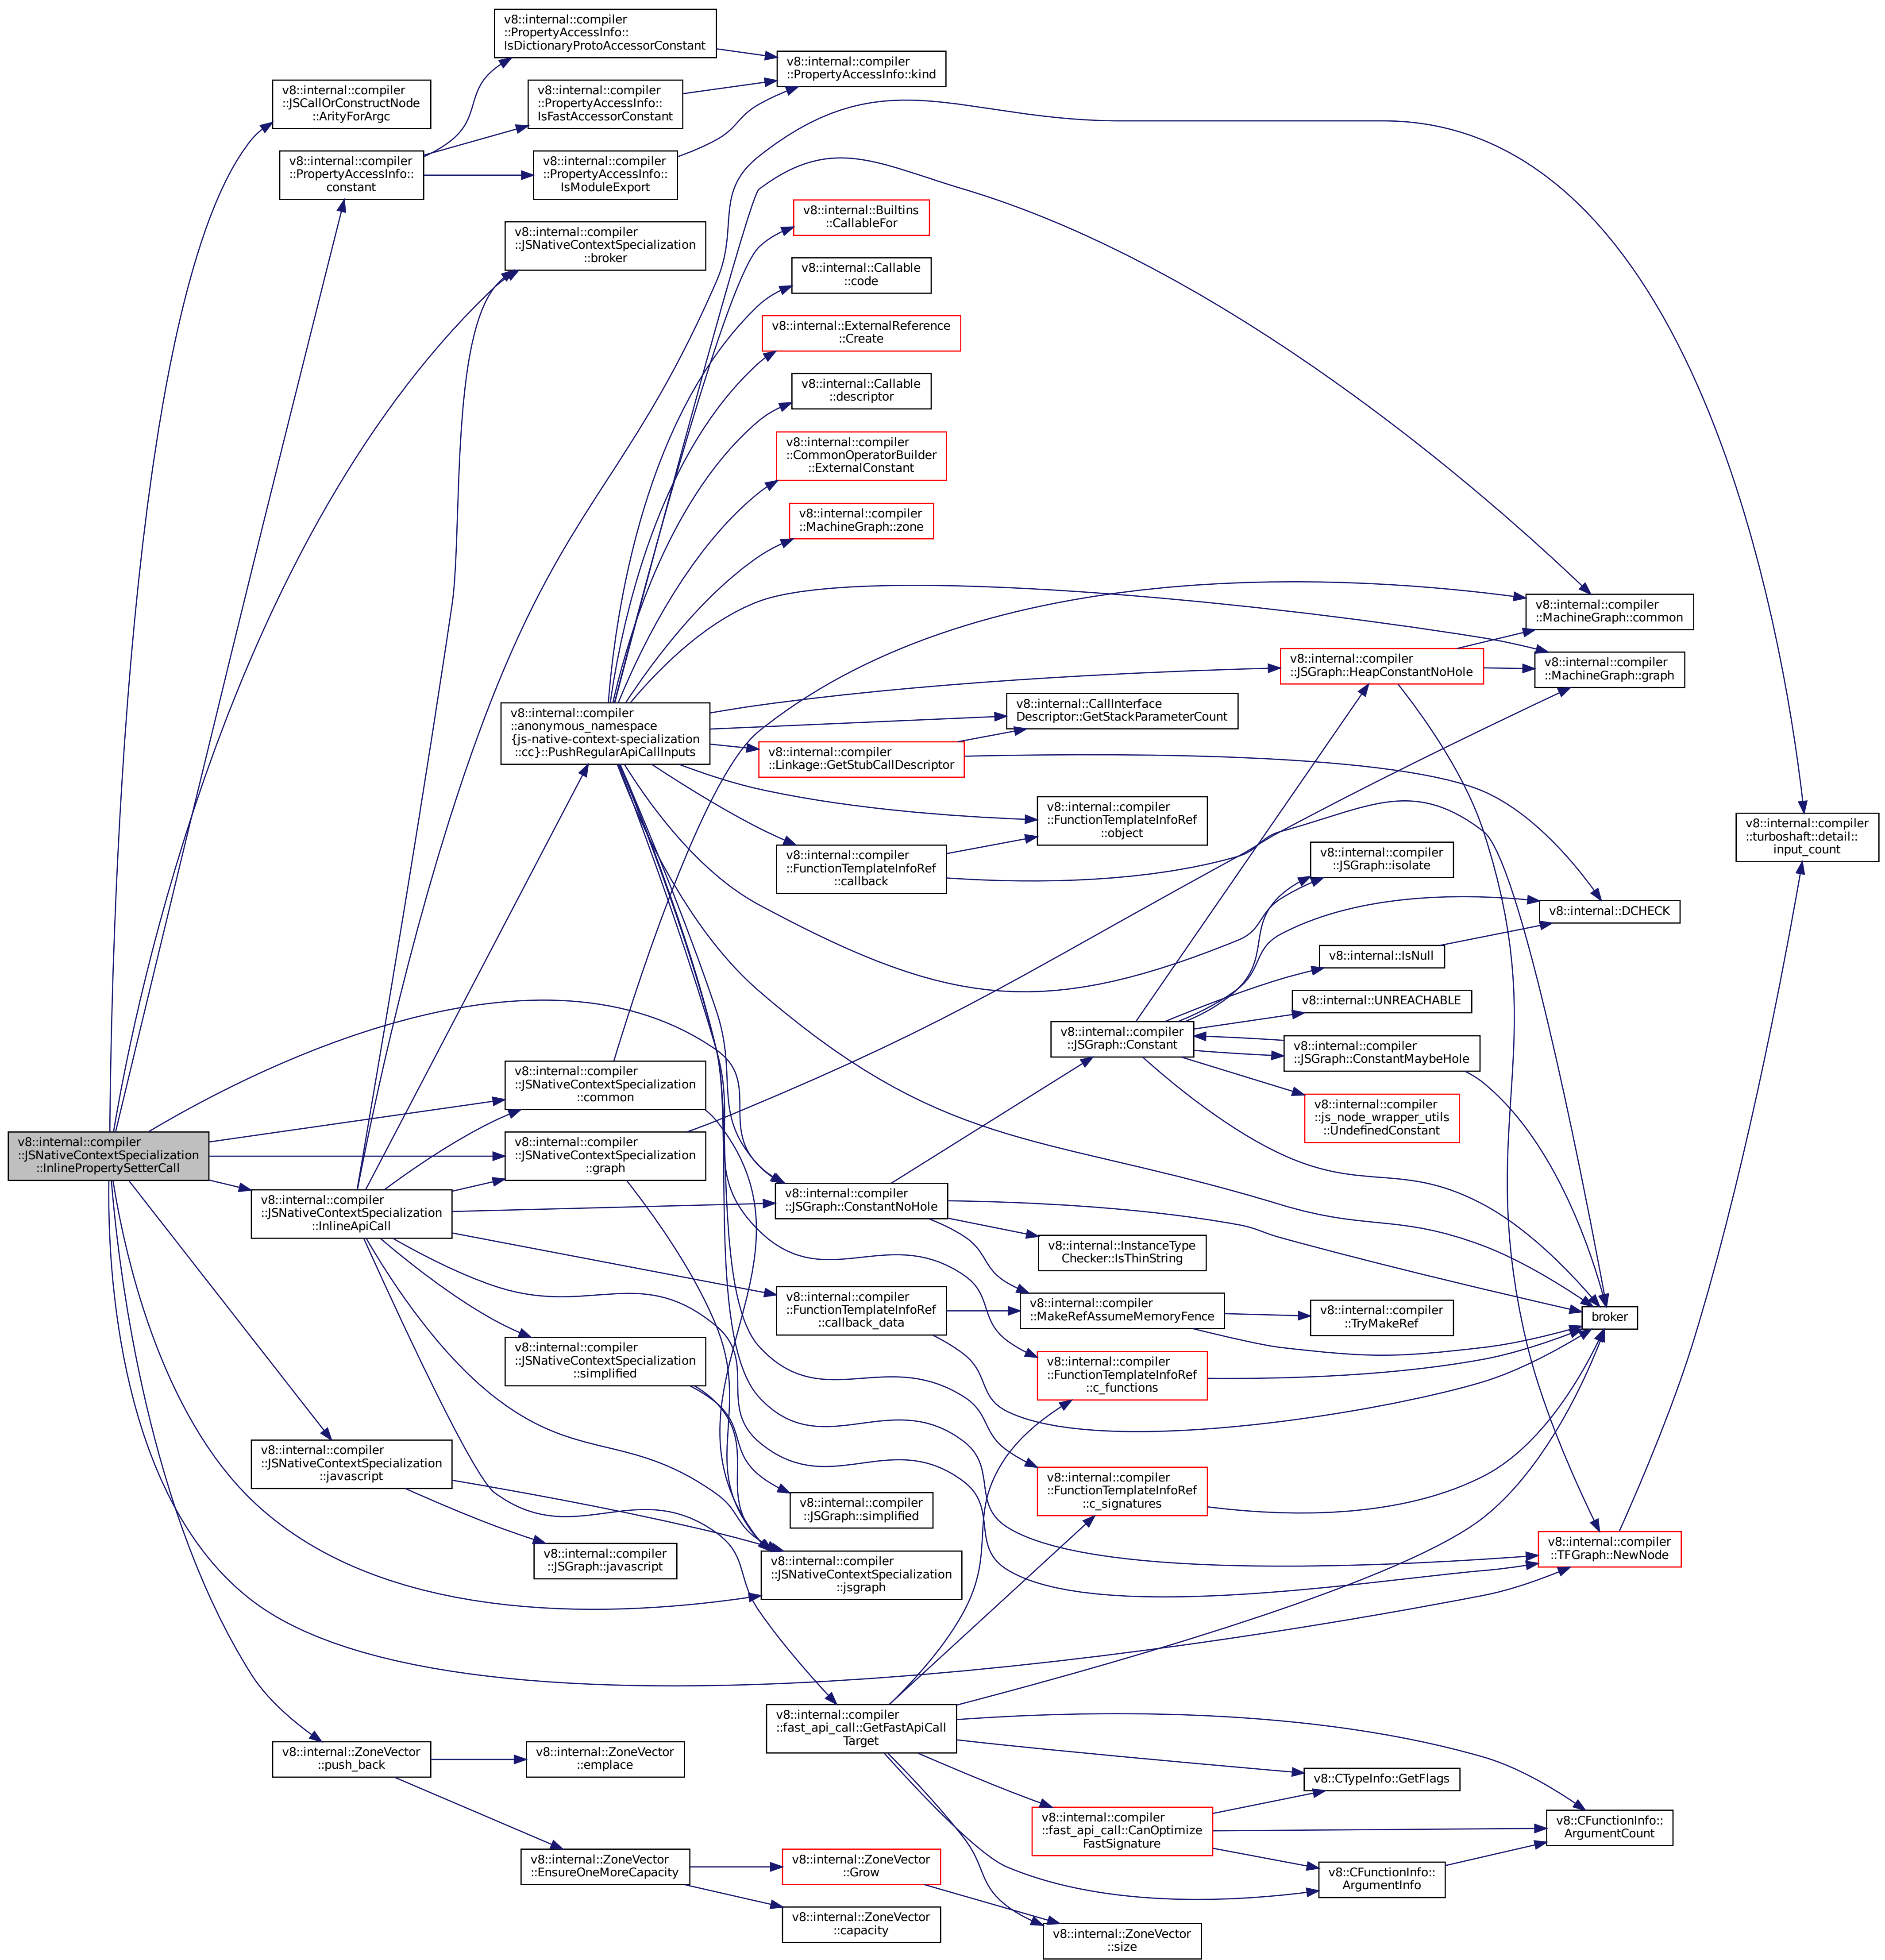 v8::internal::compiler
::JSNativeContextSpecialization
::InlinePropertySetterCall
v8::internal::compiler
::JSCallOrConstructNode
::ArityForArgc
v8::internal::compiler
::PropertyAccessInfo::
constant
v8::internal::compiler
::PropertyAccessInfo::
IsDictionaryProtoAccessorConstant
v8::internal::compiler
::PropertyAccessInfo::
IsFastAccessorConstant
v8::internal::compiler
::PropertyAccessInfo::
IsModuleExport
v8::internal::compiler
::PropertyAccessInfo::kind
v8::internal::compiler
::JSNativeContextSpecialization
::broker
v8::internal::Builtins
::CallableFor
v8::internal::Callable
::code
v8::internal::ExternalReference
::Create
v8::internal::Callable
::descriptor
v8::internal::compiler
::CommonOperatorBuilder
::ExternalConstant
v8::internal::compiler
::MachineGraph::zone
v8::internal::compiler
::MachineGraph::common
v8::internal::compiler
::JSGraph::HeapConstantNoHole
v8::internal::compiler
::MachineGraph::graph
v8::internal::compiler
::anonymous_namespace
{js-native-context-specialization
::cc}::PushRegularApiCallInputs
v8::internal::CallInterface
Descriptor::GetStackParameterCount
v8::internal::compiler
::Linkage::GetStubCallDescriptor
v8::internal::compiler
::FunctionTemplateInfoRef
::object
v8::internal::compiler
::FunctionTemplateInfoRef
::callback
v8::internal::compiler
::turboshaft::detail::
input_count
v8::internal::compiler
::JSGraph::isolate
v8::internal::DCHECK
v8::internal::IsNull
v8::internal::UNREACHABLE
v8::internal::compiler
::JSGraph::Constant
v8::internal::compiler
::JSGraph::ConstantMaybeHole
v8::internal::compiler
::js_node_wrapper_utils
::UndefinedConstant
v8::internal::compiler
::JSNativeContextSpecialization
::common
v8::internal::compiler
::JSNativeContextSpecialization
::graph
v8::internal::compiler
::JSNativeContextSpecialization
::InlineApiCall
v8::internal::compiler
::JSGraph::ConstantNoHole
v8::internal::InstanceType
Checker::IsThinString
v8::internal::compiler
::FunctionTemplateInfoRef
::callback_data
v8::internal::compiler
::MakeRefAssumeMemoryFence
v8::internal::compiler
::TryMakeRef
broker
v8::internal::compiler
::JSNativeContextSpecialization
::simplified
v8::internal::compiler
::FunctionTemplateInfoRef
::c_functions
v8::internal::compiler
::JSNativeContextSpecialization
::javascript
v8::internal::compiler
::FunctionTemplateInfoRef
::c_signatures
v8::internal::compiler
::JSGraph::simplified
v8::internal::compiler
::JSGraph::javascript
v8::internal::compiler
::JSNativeContextSpecialization
::jsgraph
v8::internal::compiler
::TFGraph::NewNode
v8::internal::compiler
::fast_api_call::GetFastApiCall
Target
v8::internal::ZoneVector
::push_back
v8::internal::ZoneVector
::emplace
v8::CTypeInfo::GetFlags
v8::internal::compiler
::fast_api_call::CanOptimize
FastSignature
v8::CFunctionInfo::
ArgumentCount
v8::internal::ZoneVector
::EnsureOneMoreCapacity
v8::internal::ZoneVector
::Grow
v8::CFunctionInfo::
ArgumentInfo
v8::internal::ZoneVector
::capacity
v8::internal::ZoneVector
::size